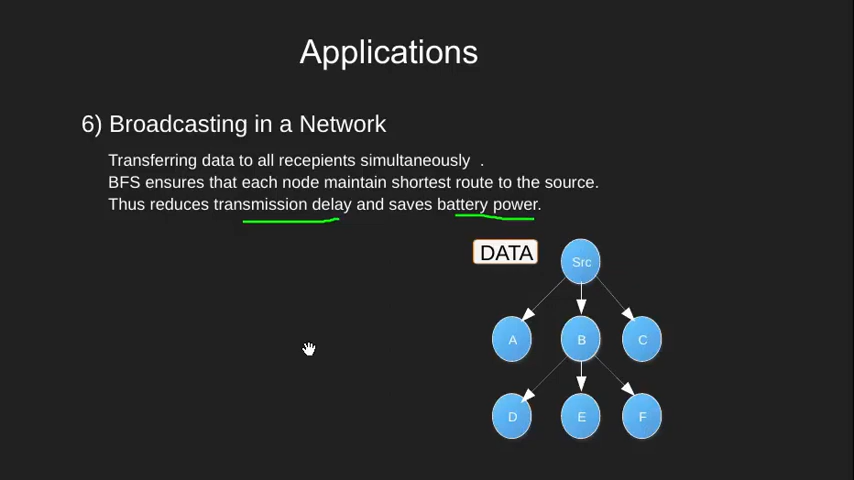 Applications
6) Broadcasting in a Network
Transferring data to all recepients simultaneously .
BFS ensures that each node maintain shortest route to the source.
Thus reduces transmission delay and saves battery power.
DATA
Src
A
B
C
D
E
F